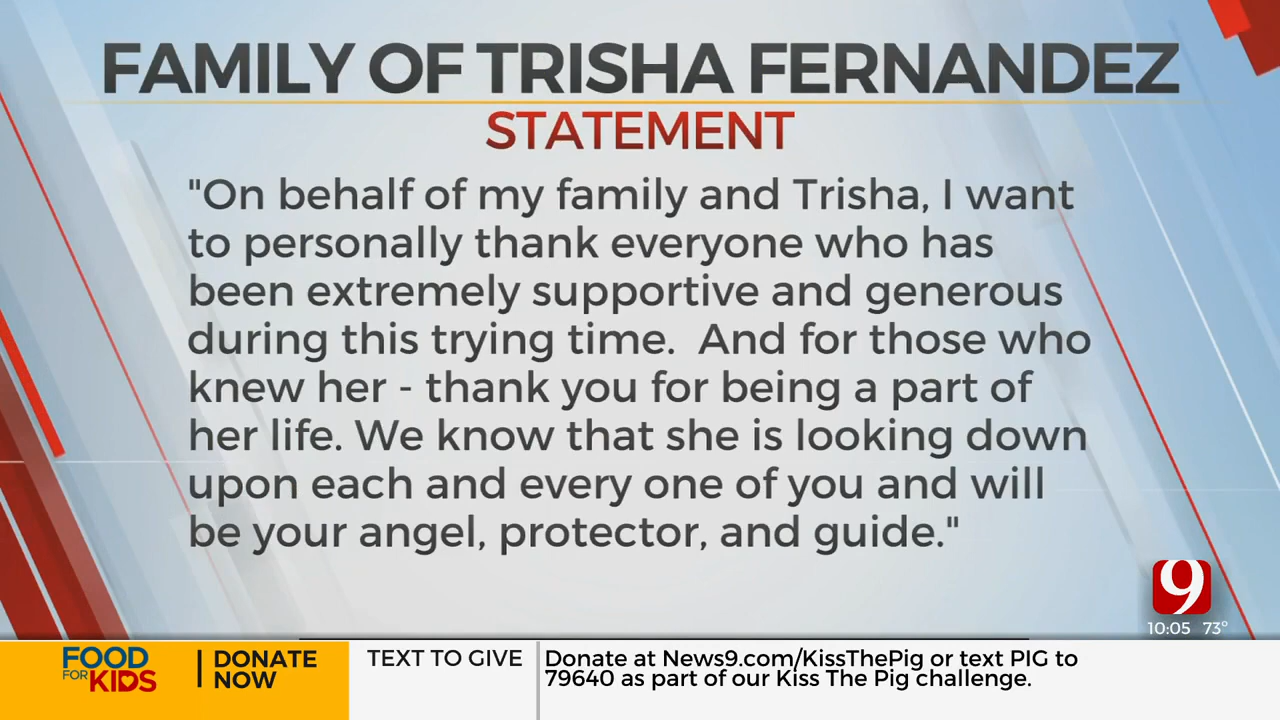 FAMILY OF TRISHA FERNANDEZ
STATEMENT
"On behalf of my family and Trisha, I want
to personally thank everyone who has
been extremely supportive and generous
during this trying time.  And for those who
knew her - thank you for being a part of
her life. We know that she is looking down
upon each and every one of you and will
be your angel, protector, and guide."
9
10:05 73°
FOOD
FOR KIDS
DONATE
NOW
TEXT TO GIVE
Donate at News9.com/KissThePig or text PIG to
79640 as part of our Kiss The Pig challenge.